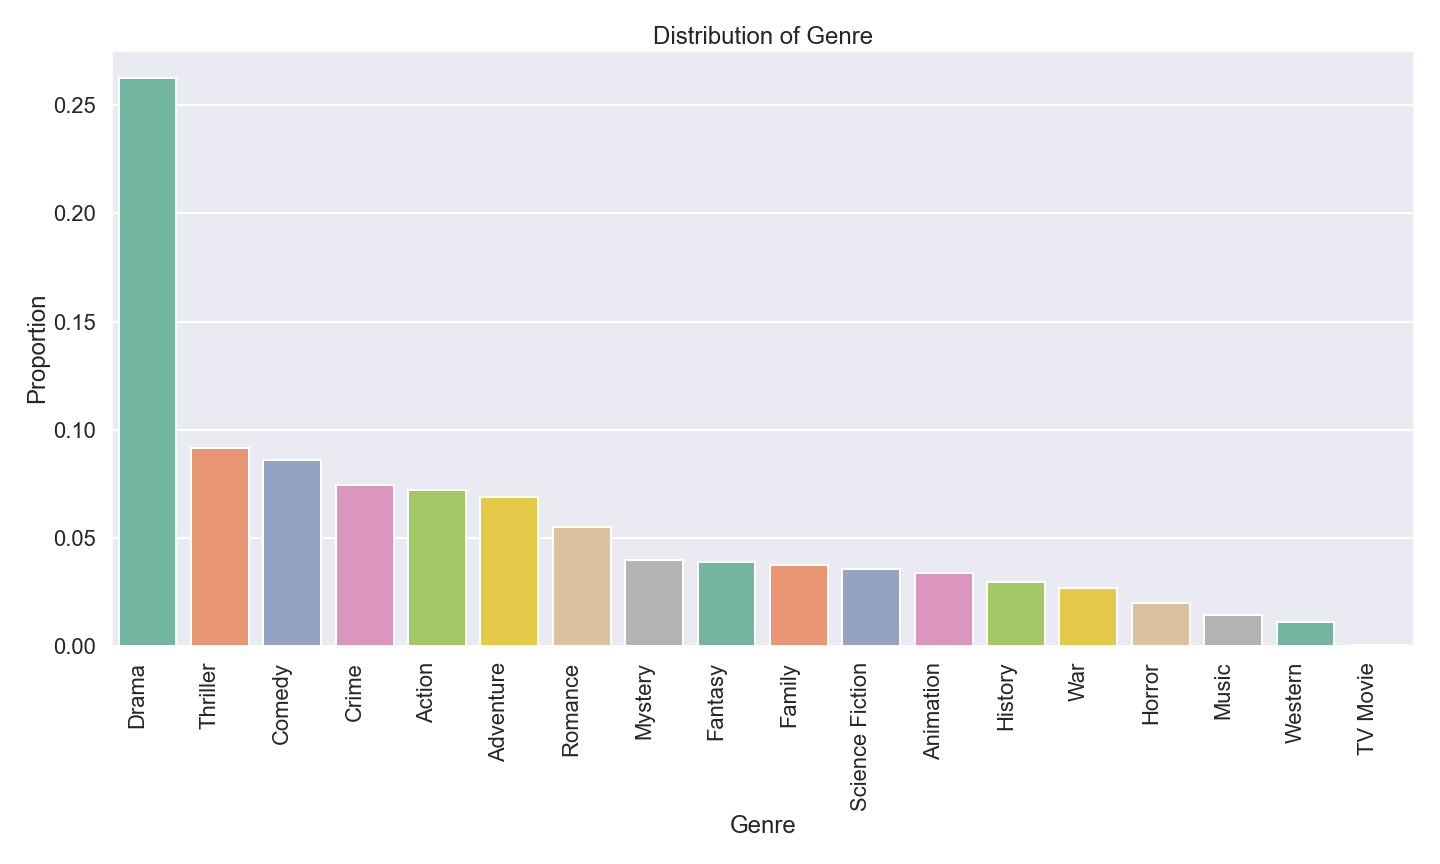 Distribution of Genre
Proportion
0.25
0.20
0.15
0.10
0.05
0.00
Drama
Thriller
Comedy
Crime
Action
Adventure
Romance
Mystery
Fantasy
Family
Science Fiction
Animation
History
War
Horror
Music
Western
TV Movie
Genre